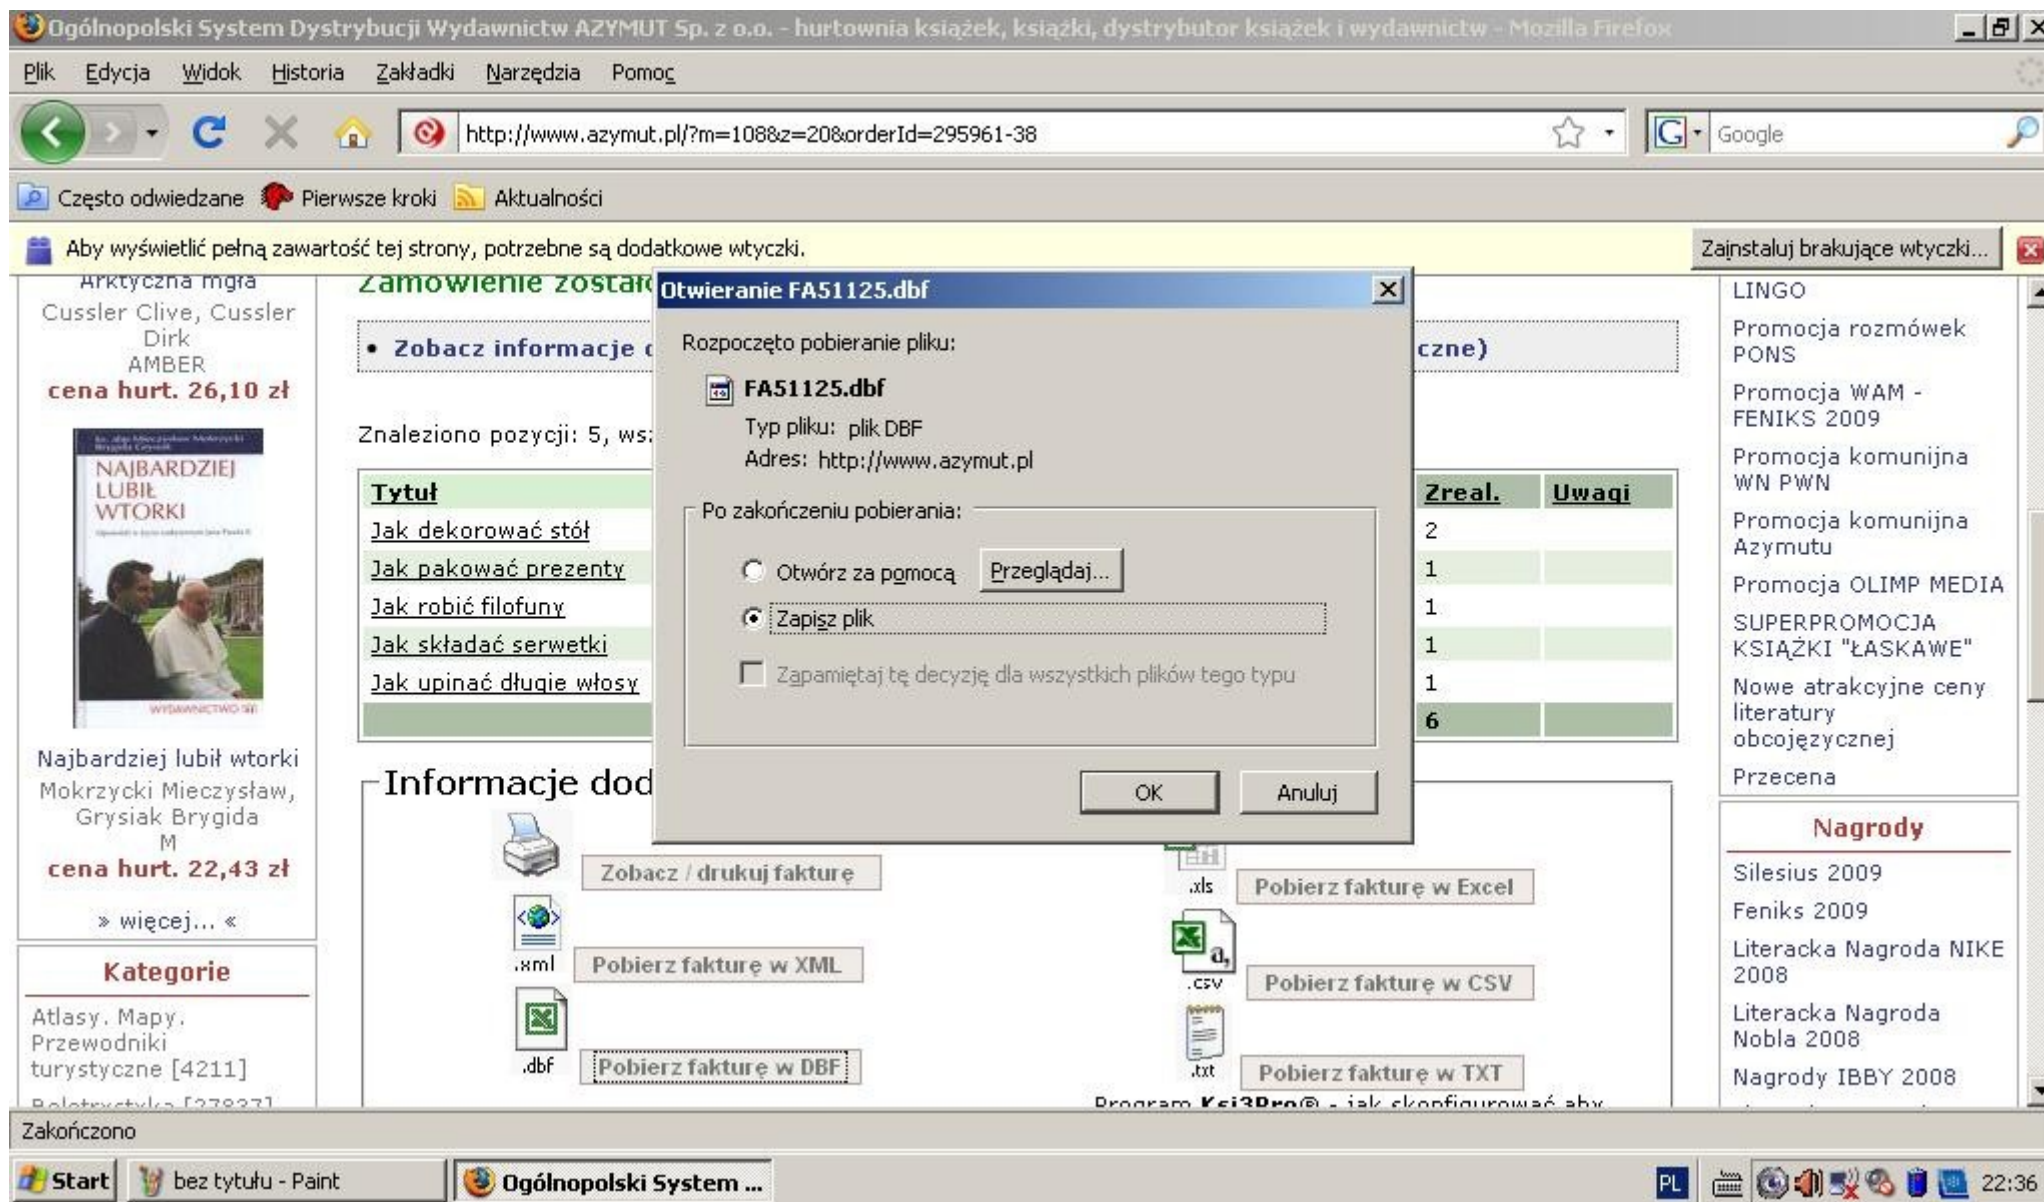 Ogólnopolski System Dystrybucji Wydawnictw AZYMUT Sp. z o.o. - hurtownia książek, książki, dystrybutor książek i wydawnictw - Mozilla Firefox
Plik Edycja Widok Historia Zakładki Narzędzia Pomoc
http://www.azymut.pl/?m=108&z=20&orderId=295961-38
Google
Często odwiedzane Pierwsze kroki Aktualności
Aby wyświetlić pełną zawartość tej strony, potrzebne są dodatkowe wtyczki.
Zainstaluj brakujące wtyczki...
Arktyczna mgła
Cussler Clive, Cussler
Dirk
AMBER
cena hurt. 26,10 zł
NAJBARDZIEJ
LUBIŁ
WTORKI
Najbardziej lubił wtorki
Mokrzycki Mieczysław,
Grysiak Brygida
M
cena hurt. 22,43 zł
» więcej... «
Kategorie
Atlasy. Mapy.
Przewodniki
turystyczne [4211]
Beletrystyka [27837]
Zamówienie został
Zobacz informacje
czne)
Znaleziono pozycji: 5,
Tytuł Zreal. Uwagi
Jak dekorować stół 2
Jak pakować prezenty 1
Jak robić filofuny 1
Jak składać serwetki 1
Jak upinać długie włosy 1
6
Otwieranie FA51125.dbf
Rozpoczęto pobieranie pliku:
FA51125.dbf
Typ pliku: plik DBF
Adres: http://www.azymut.pl
Po zakończeniu pobierania:
Otwórz za pomocą Przeglądaj...
Zapisz plik
Zapamiętaj tę decyzję dla wszystkich plików tego typu
OK Anuluj
Informacje dod
Zobacz / drukuj fakturę
.xls Pobierz fakturę w Excel
.xml Pobierz fakturę w XML
.csv Pobierz fakturę w CSV
.dbf Pobierz fakturę w DBF
.txt Pobierz fakturę w TXT
Program Ksi3Pro® - jak skonfigurować aby
LINGO
Promocja rozmówek
PONS
Promocja WAM -
FENIKS 2009
Promocja komunijna
WN PWN
Promocja komunijna
Azymutu
Promocja OLIMP MEDIA
SUPERPROMOCJA
KSIĄŻKI "ŁASKAWE"
Nowe atrakcyjne ceny
literatury
obcojęzycznej
Przecena
Nagrody
Silesius 2009
Feniks 2009
Literacka Nagroda NIKE
2008
Literacka Nagroda
Nobla 2008
Nagrody IBBY 2008
Zakończono
Start bez tytułu - Paint Ogólnopolski System ... PL 22:36